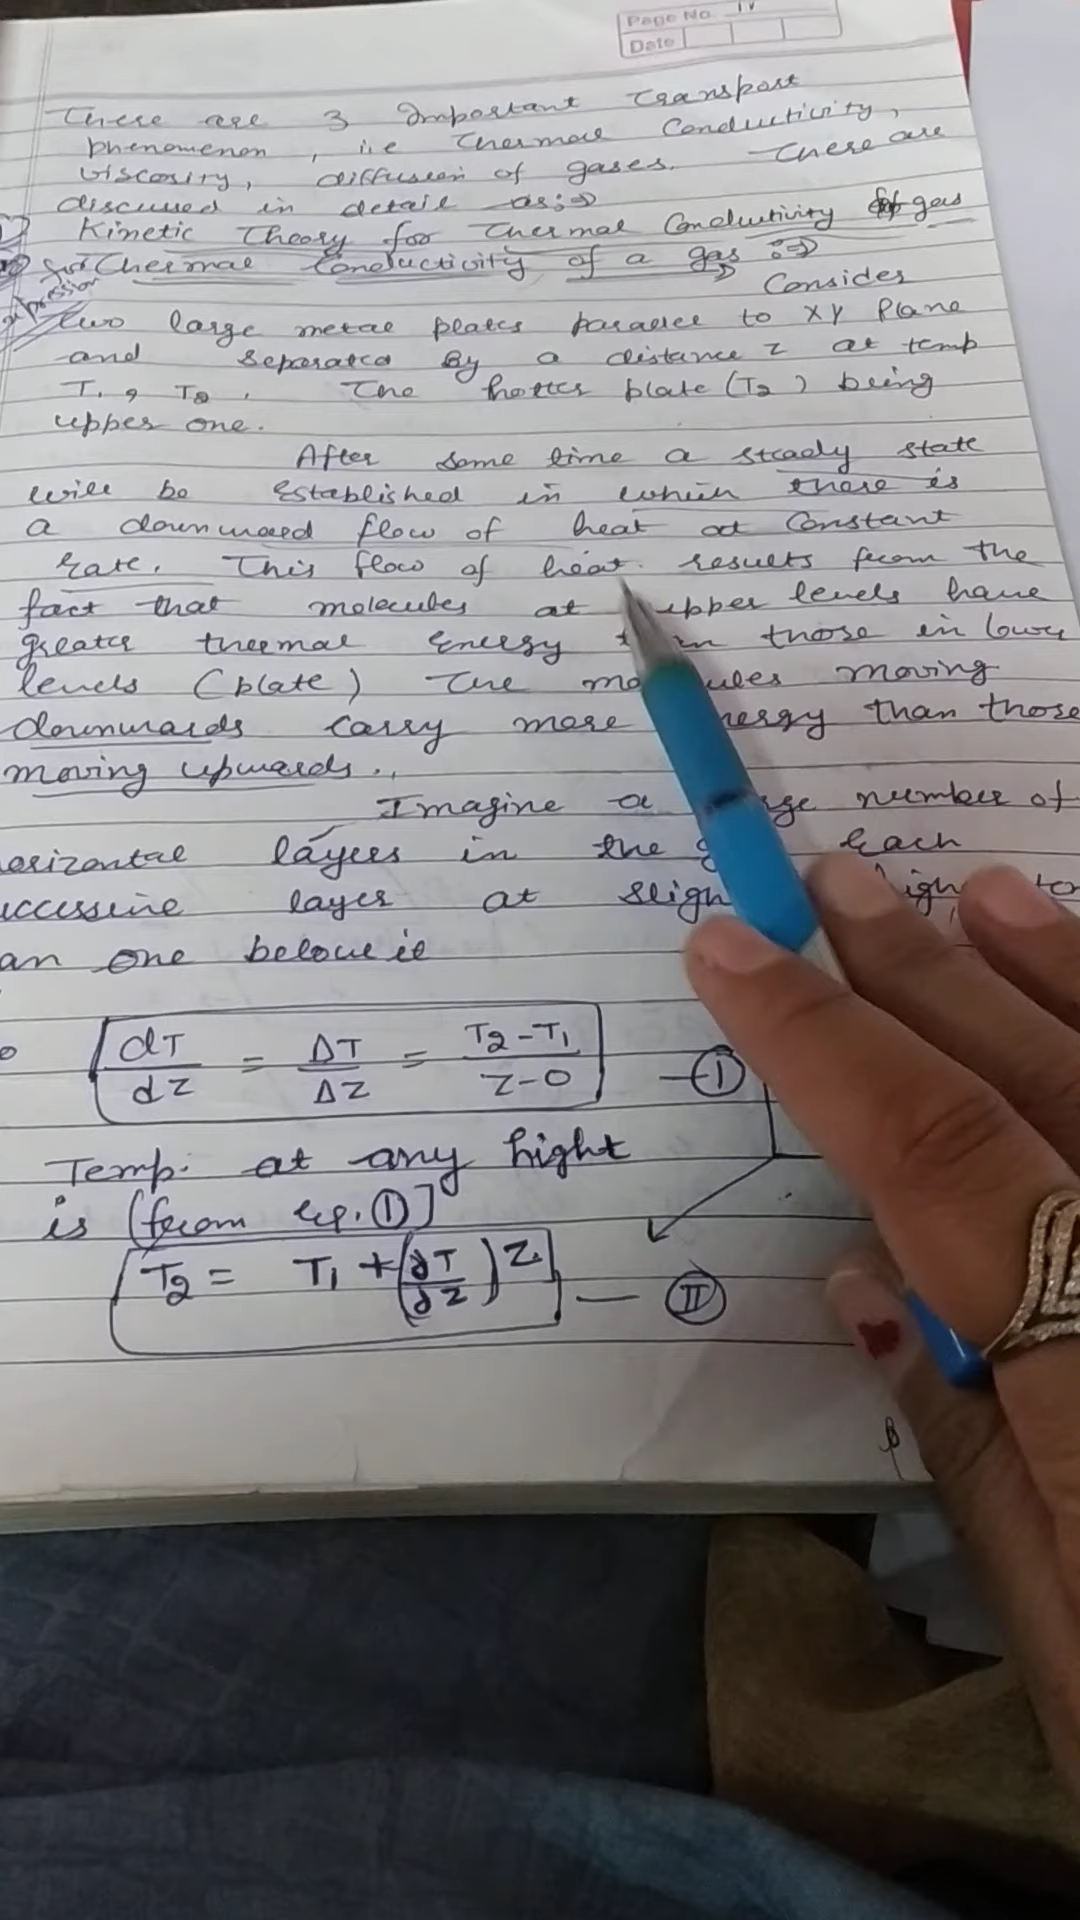 Page No. IV
Date
There are 3 Important Transport
phenomenon, i.e Thermal Conductivity,
viscosity, diffusion of gases. There are
discussed in detail as:⇒
Kinetic Theory for Thermal Conductivity of gas
for Thermal Conductivity of a gas :⇒
Expression
Consider
two large metal plates parallel to XY plane
and seperated By a distance z at temp
T1, T2. The hotter plate (T2) being
upper one.
After some time a steady state
will be Established in which there is
a downward flow of heat at Constant
rate. This flow of heat results from the
fact that molecules at upper levels have
greater thermal Energy in those in lower
levels (plate) The moving
downwards carry more than those
moving upwards.
Imagine a number of
layers in the Each
layer at
one below it
dT/dZ = ΔT/ΔZ = T2-T1/Z-0 — I
Temp. at any hight
is [from eq. I]
T2 = T1 + (∂T/∂Z) Z — II